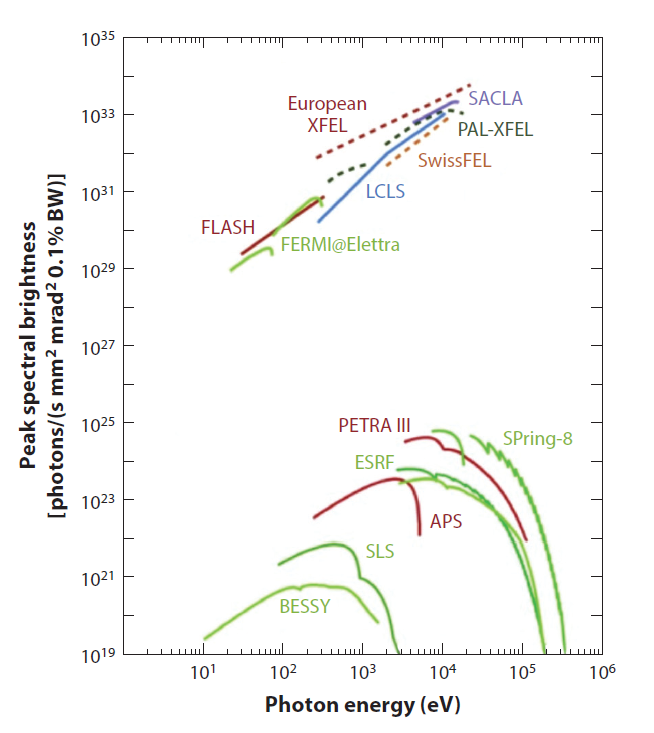 10³⁵
10³³
10³¹
10²⁹
10²⁷
10²⁵
10²³
10²¹
10¹⁹
Peak spectral brightness
[photons/(s mm² mrad² 0.1% BW)]
European
XFEL
SACLA
PAL-XFEL
SwissFEL
LCLS
FLASH
FERMI@Elettra
PETRA III
SPring-8
ESRF
APS
SLS
BESSY
10¹ 10² 10³ 10⁴ 10⁵ 10⁶
Photon energy (eV)